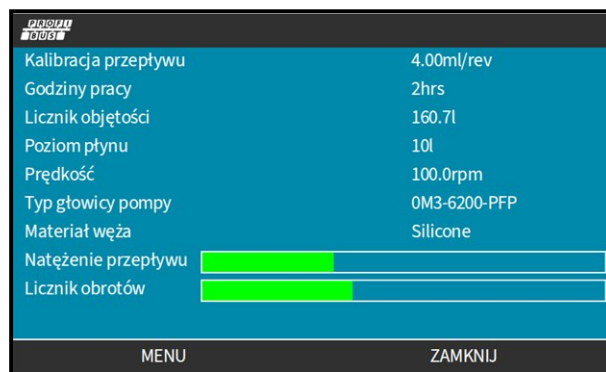 PROFI
BUS
Kalibracja przepływu 4.00ml/rev
Godziny pracy 2hrs
Licznik objętości 160.7l
Poziom płynu 10l
Prędkość 100.0rpm
Typ głowicy pompy 0M3-6200-PFP
Materiał węża Silicone
Natężenie przepływu
Licznik obrotów
MENU ZAMKNIJ